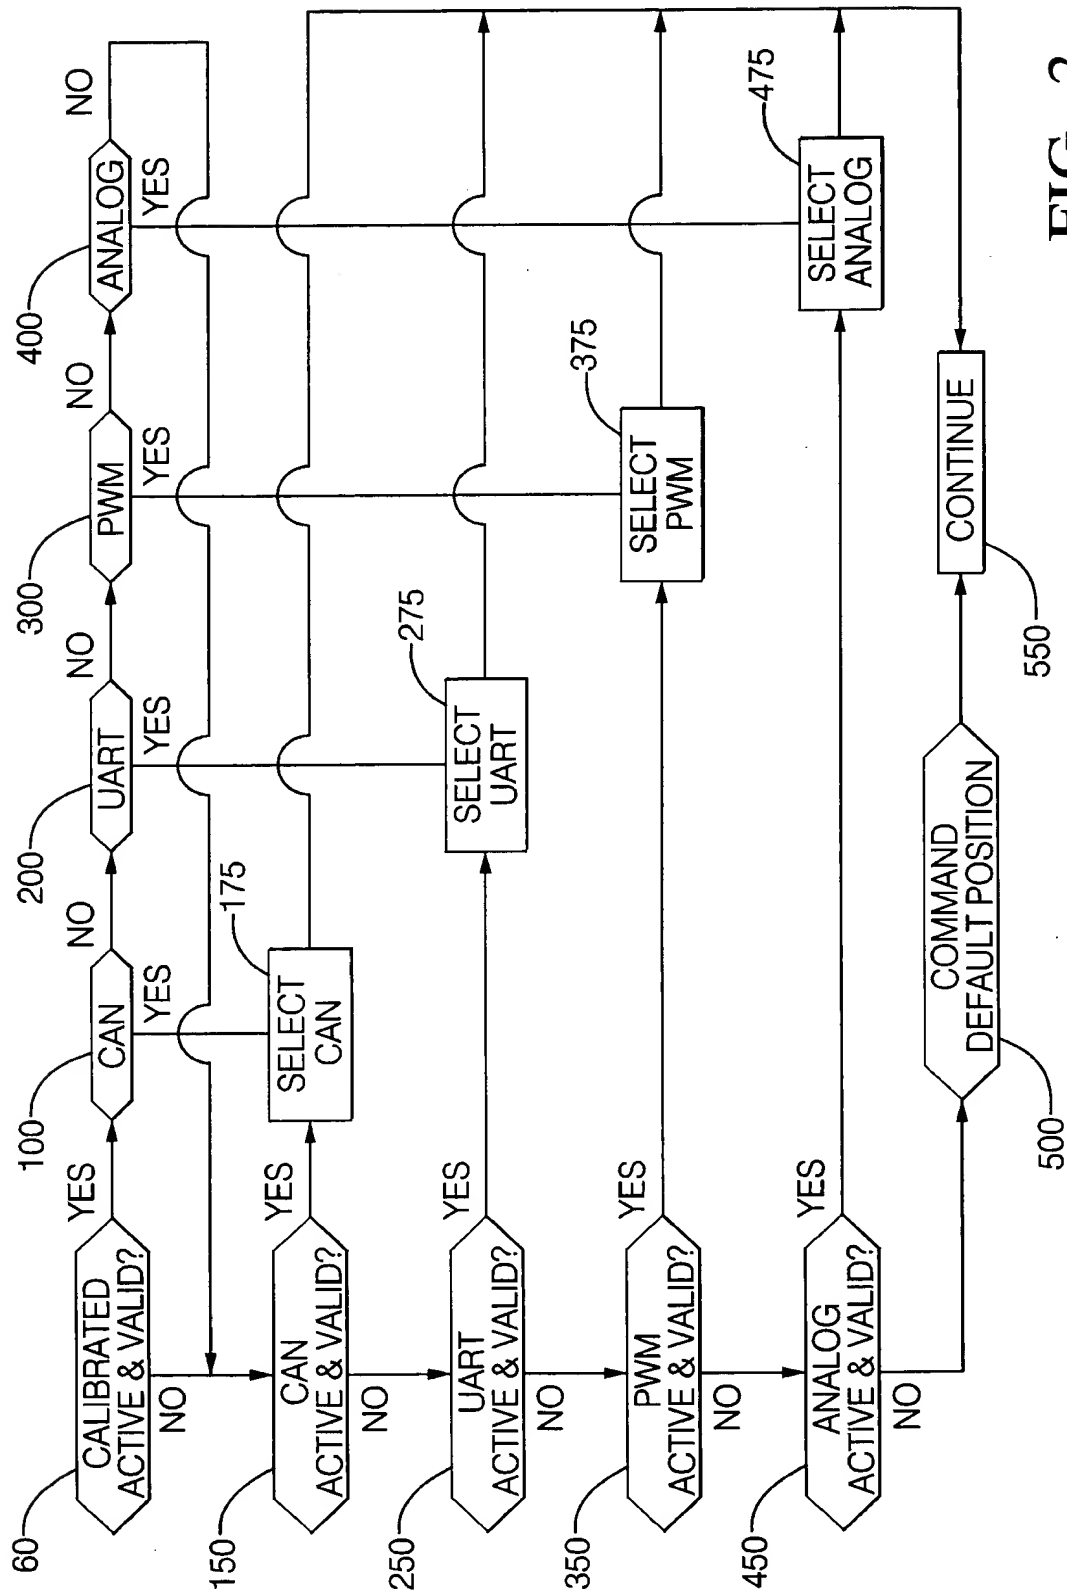 60
CALIBRATED
ACTIVE & VALID?
YES
NO
100
CAN
NO
YES
200
UART
NO
YES
300
PWM
NO
YES
400
ANALOG
NO
YES
150
CAN
ACTIVE & VALID?
YES
NO
175
SELECT
CAN
250
UART
ACTIVE & VALID?
YES
NO
275
SELECT
UART
350
PWM
ACTIVE & VALID?
YES
NO
375
SELECT
PWM
450
ANALOG
ACTIVE & VALID?
YES
NO
475
SELECT
ANALOG
500
COMMAND
DEFAULT POSITION
550
CONTINUE